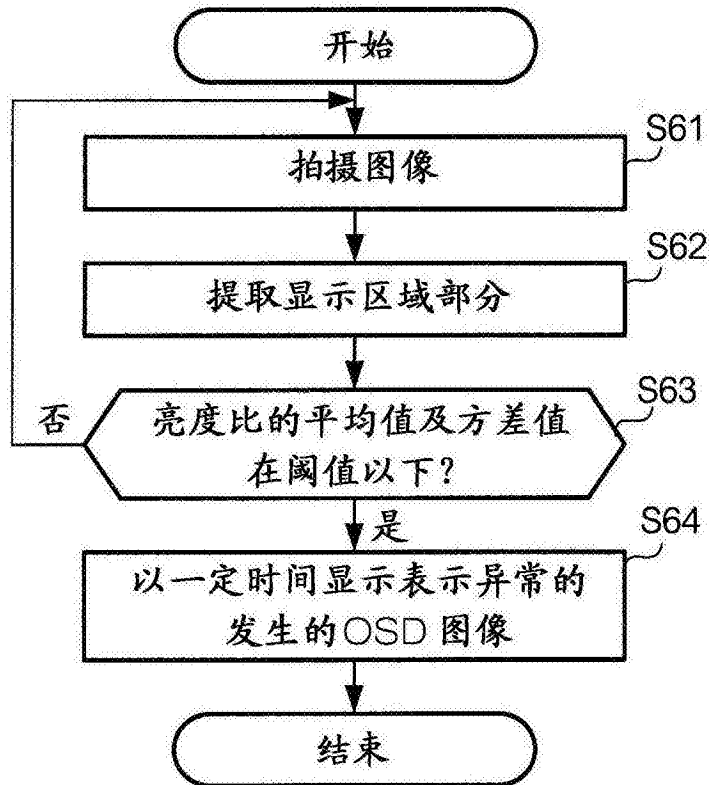 开始
S61
拍摄图像
S62
提取显示区域部分
S63
否
亮度比的平均值及方差值
在阈值以下?
是
S64
以一定时间显示表示异常的
发生的OSD图像
结束